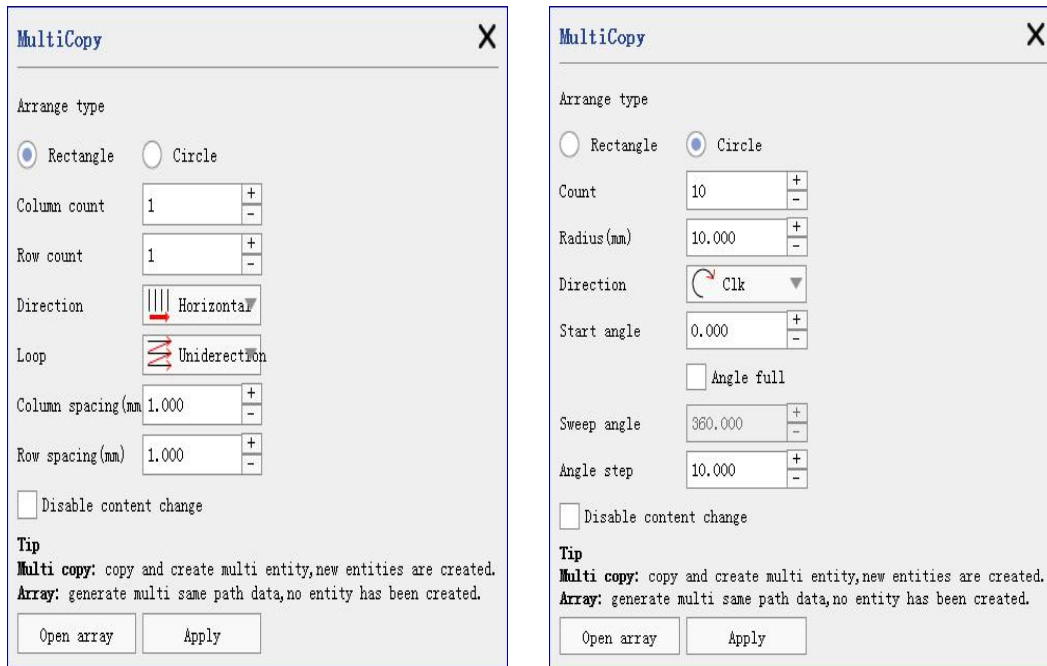 MultiCopy X
Arrange type
Rectangle Circle
Column count 1 + -
Row count 1 + -
Direction Horizontal
Loop Uniderection
Column spacing(mm 1.000 + -
Row spacing(mm) 1.000 + -
Disable content change
Tip
Multi copy: copy and create multi entity,new entities are created.
Array: generate multi same path data,no entity has been created.
Open array Apply
MultiCopy X
Arrange type
Rectangle Circle
Count 10 + -
Radius(mm) 10.000 + -
Direction Clk
Start angle 0.000 + -
Angle full
Sweep angle 360.000 + -
Angle step 10.000 + -
Disable content change
Tip
Multi copy: copy and create multi entity,new entities are created.
Array: generate multi same path data,no entity has been created.
Open array Apply